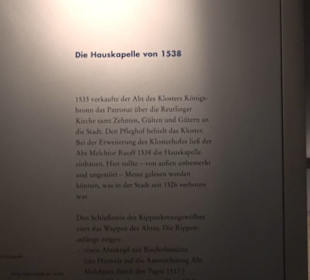 Die Hauskapelle von 1538
1533 verkaufte der Abt des Klosters Königs-
bronn das Patronat über die Reutlinger
Kirche samt Zehnten, Gülten und Gütern an
die Stadt. Den Pfleghof behielt das Kloster.
Bei der Erneuerung des Klosterhofes ließ der
Abt Melchior Ruoff 1538 die Hauskapelle
einbauen. Hier sollte – von außen unbemerkt
und ungestört – Messe gelesen werden
können, was in der Stadt seit 1526 verboten
war.
Den Schlußstein des Rippenkreuzgewölbes
ziert das Wappen des Abtes. Die Rippen-
anfänge zeigen:
– einen